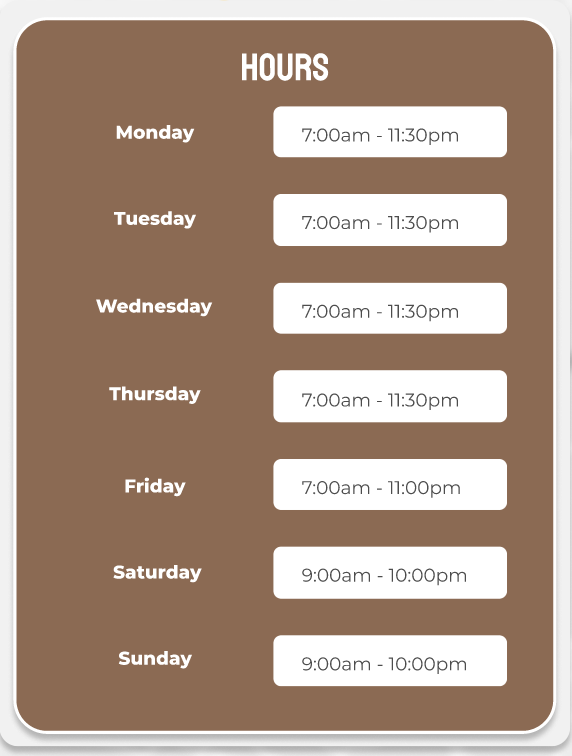 HOURS
Monday 7:00am - 11:30pm
Tuesday 7:00am - 11:30pm
Wednesday 7:00am - 11:30pm
Thursday 7:00am - 11:30pm
Friday 7:00am - 11:00pm
Saturday 9:00am - 10:00pm
Sunday 9:00am - 10:00pm